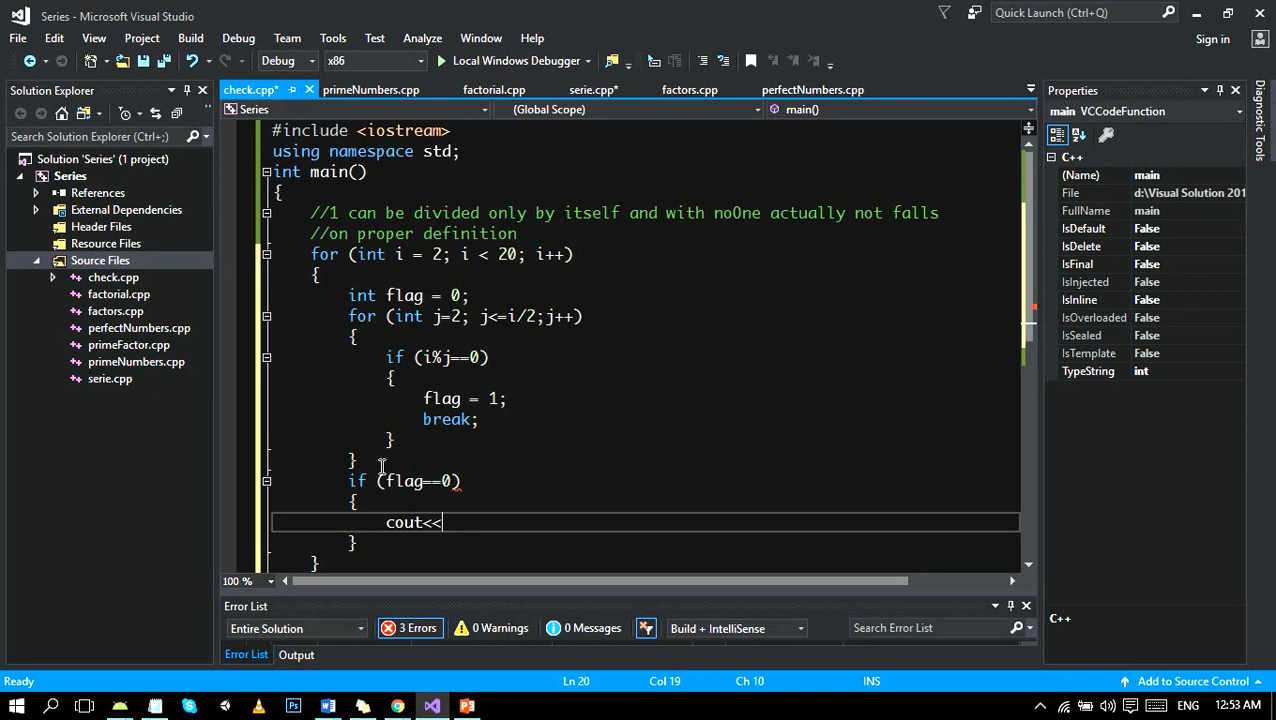 Series - Microsoft Visual Studio
Quick Launch (Ctrl+Q)
File Edit View Project Build Debug Team Tools Test Analyze Window Help
Sign in
Debug x86 Local Windows Debugger
Solution Explorer
check.cpp* primeNumbers.cpp factorial.cpp serie.cpp* factors.cpp perfectNumbers.cpp
Properties
Series (Global Scope) main()
main VCCodeFunction
Search Solution Explorer (Ctrl+;)
Solution 'Series' (1 project)
Series
References
External Dependencies
Header Files
Resource Files
Source Files
check.cpp
factorial.cpp
factors.cpp
perfectNumbers.cpp
primeFactor.cpp
primeNumbers.cpp
serie.cpp
#include <iostream>
using namespace std;
int main()
{
//1 can be divided only by itself and with noOne actually not falls
//on proper definition
for (int i = 2; i < 20; i++)
{
int flag = 0;
for (int j=2; j<=i/2;j++)
{
if (i%j==0)
{
flag = 1;
break;
}
}
if (flag==0)
{
cout<<
}
}
C++
(Name) main
File d:\Visual Solution 201
FullName main
IsDefault False
IsDelete False
IsFinal False
IsInjected False
IsInline False
IsOverloaded False
IsSealed False
IsTemplate False
TypeString int
C++
Diagnostic Tools
100 %
Error List
Entire Solution 3 Errors 0 Warnings 0 Messages Build + IntelliSense Search Error List
Error List Output
Ready Ln 20 Col 19 Ch 10 INS Add to Source Control
ENG 12:53 AM